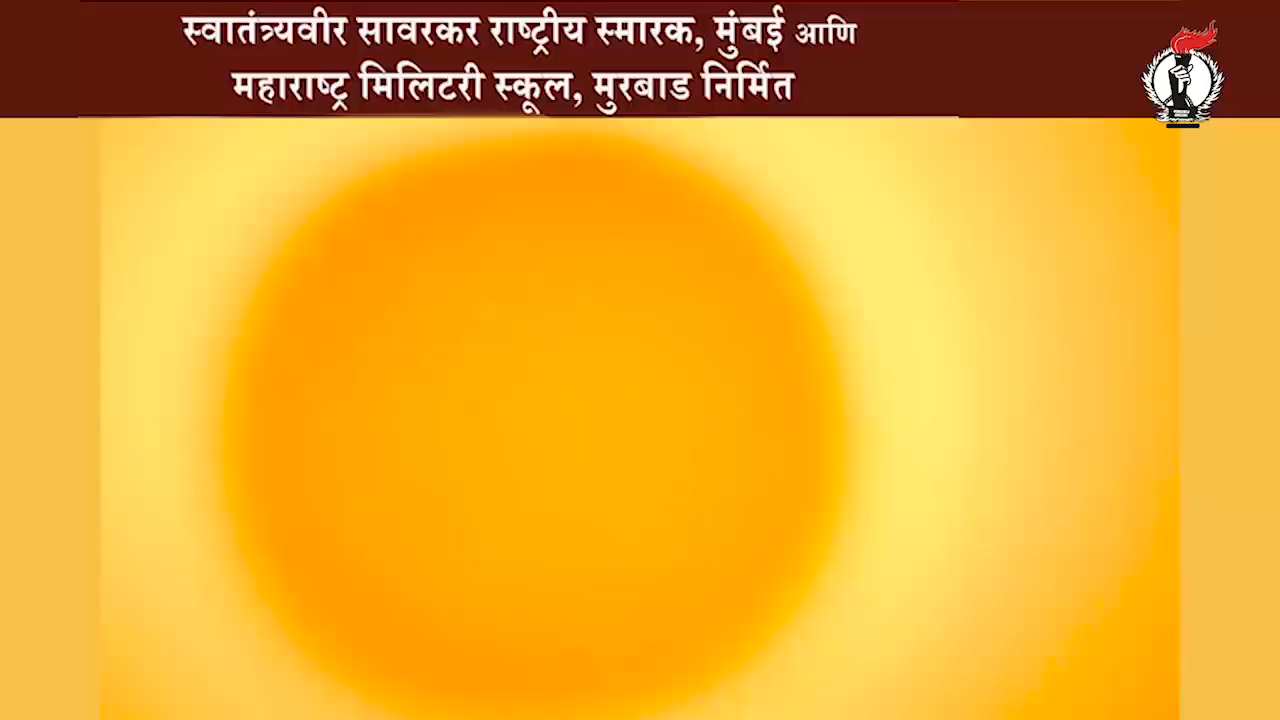 स्वातंत्र्यवीर सावरकर राष्ट्रीय स्मारक, मुंबई आणि
महाराष्ट्र मिलिटरी स्कूल, मुरबाड निर्मित